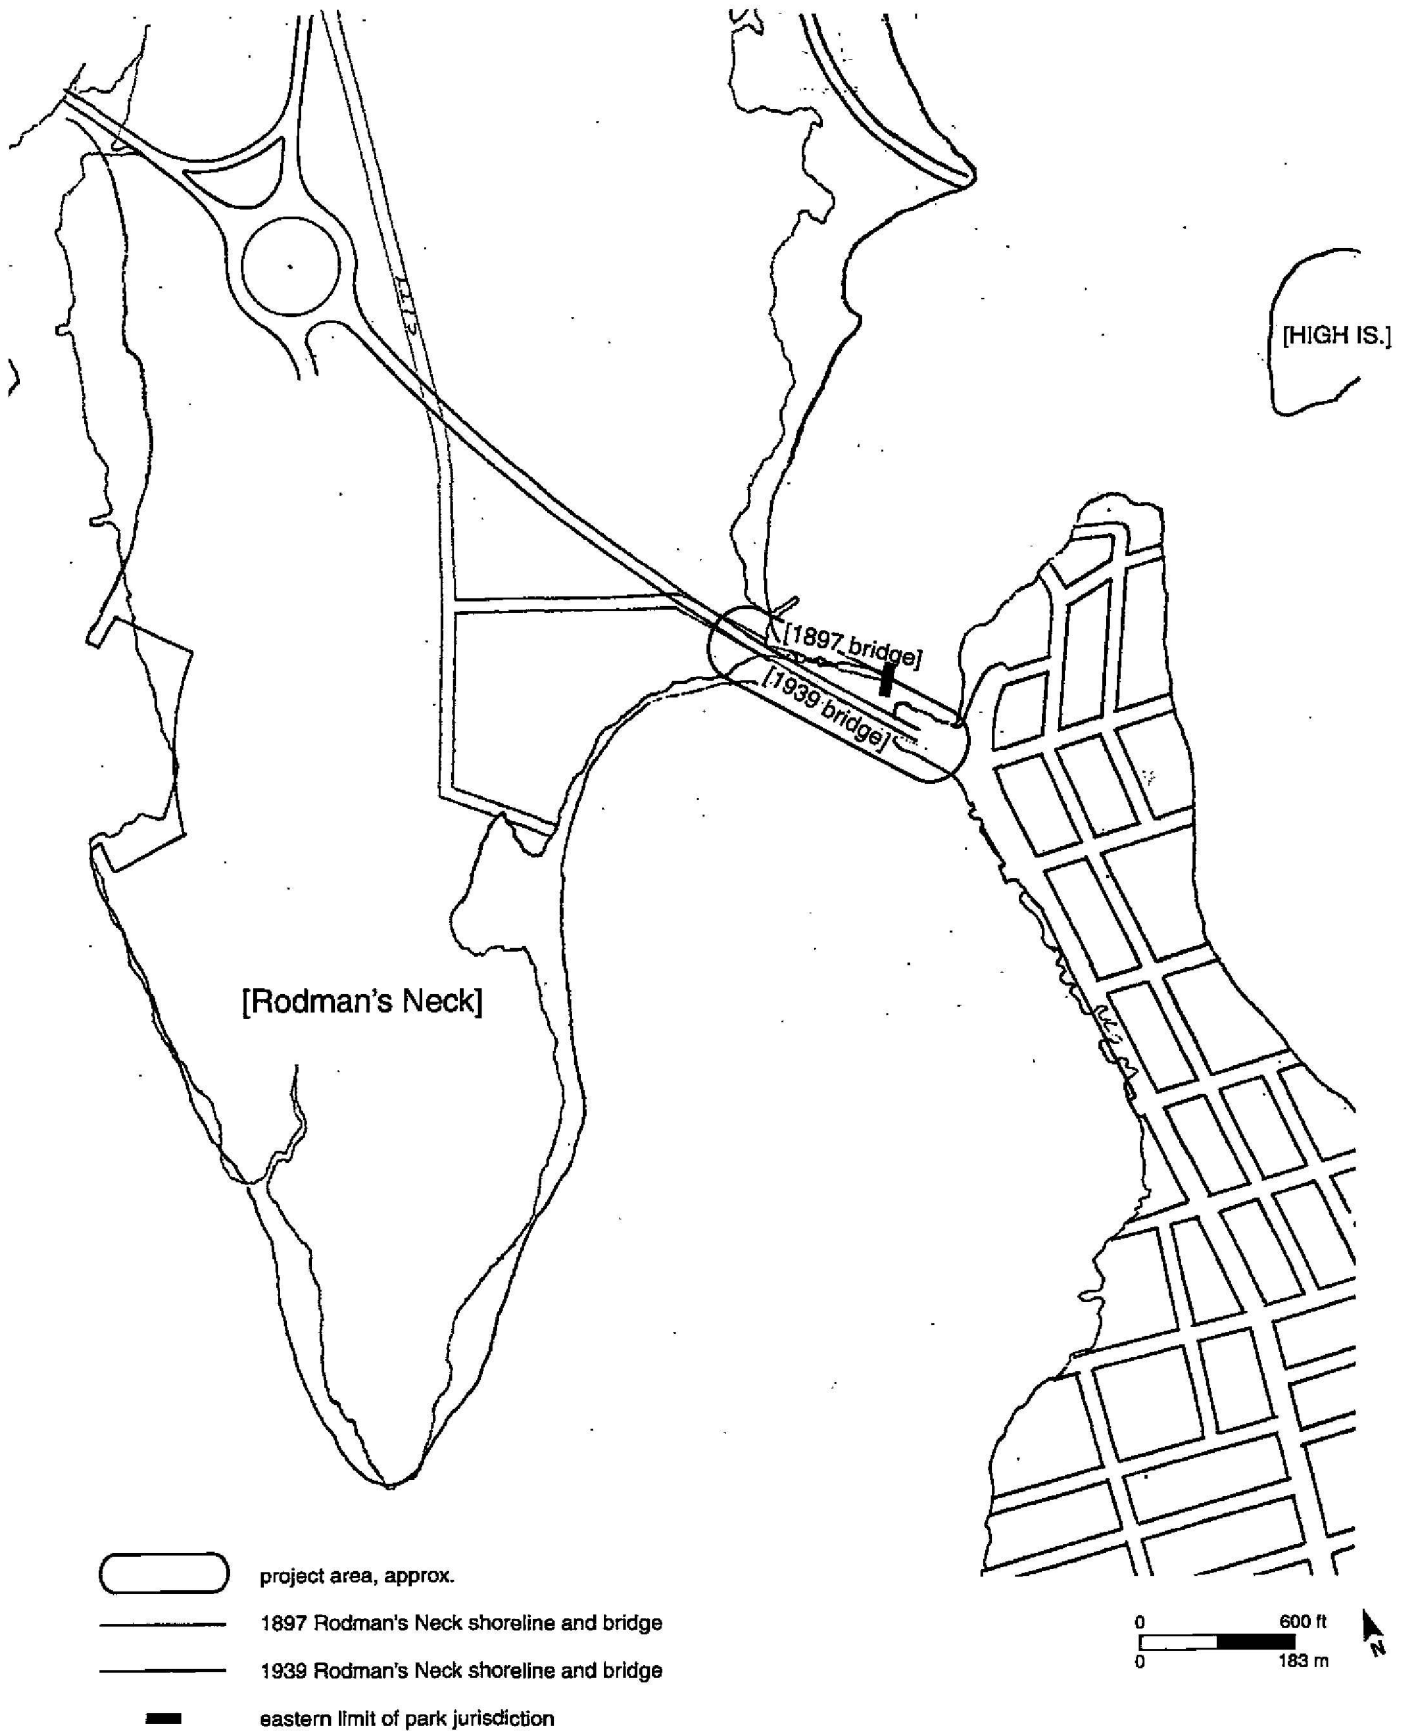 [HIGH IS.]
[1897 bridge]
[1939 bridge]
[Rodman's Neck]
project area, approx.
1897 Rodman's Neck shoreline and bridge
1939 Rodman's Neck shoreline and bridge
eastern limit of park jurisdiction
0 600 ft
0 183 m
N